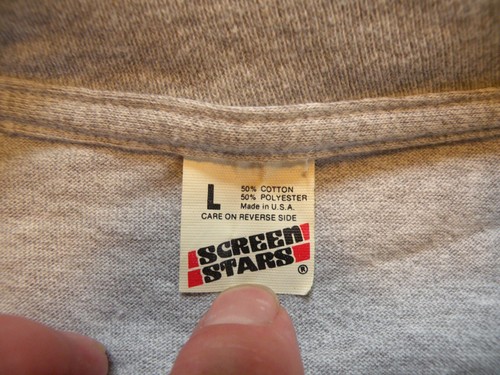 L
50% COTTON
50% POLYESTER
Made in U.S.A.
CARE ON REVERSE SIDE
SCREEN
STARS ®